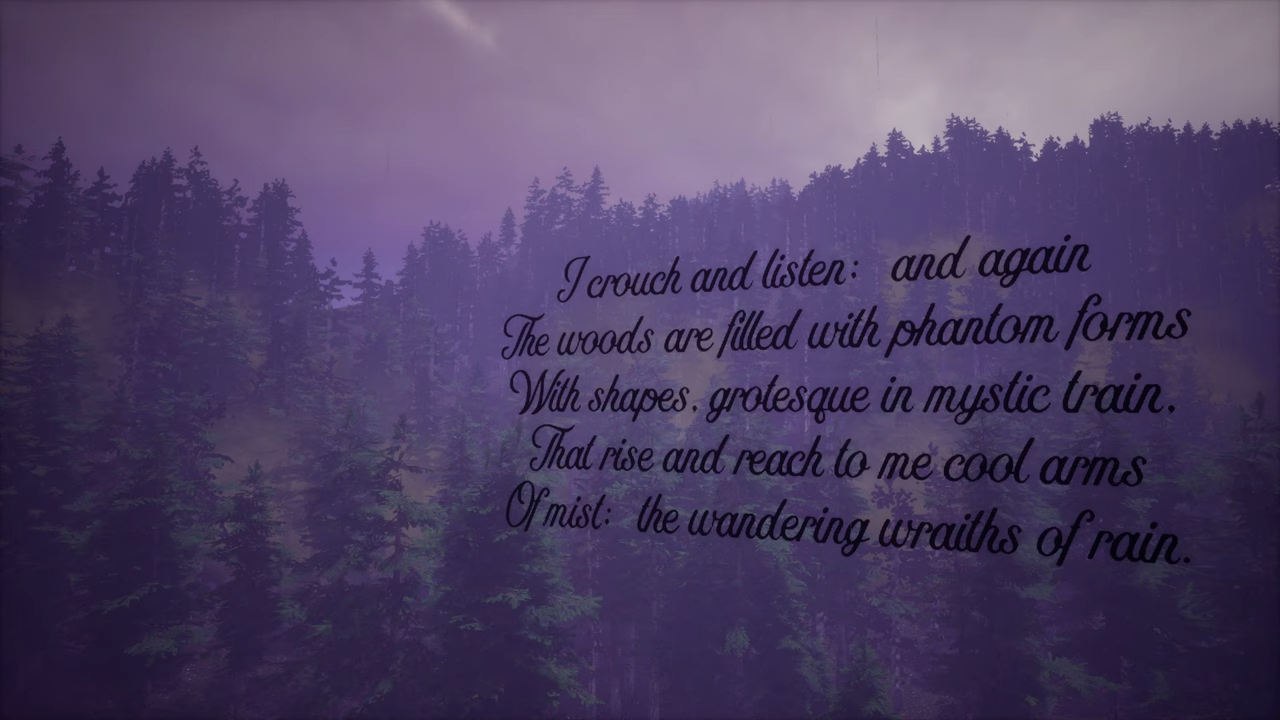 I crouch and listen: and again
The woods are filled with phantom forms
With shapes, grotesque in mystic train,
That rise and reach to me cool arms
Of mist: the wandering wraiths of rain.